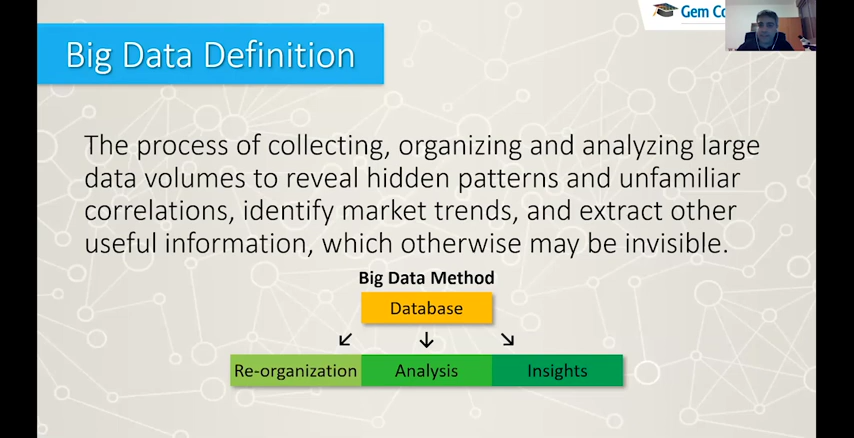 Gem Co
Big Data Definition
The process of collecting, organizing and analyzing large
data volumes to reveal hidden patterns and unfamiliar
correlations, identify market trends, and extract other
useful information, which otherwise may be invisible.
Big Data Method
Database
Re-organization Analysis Insights